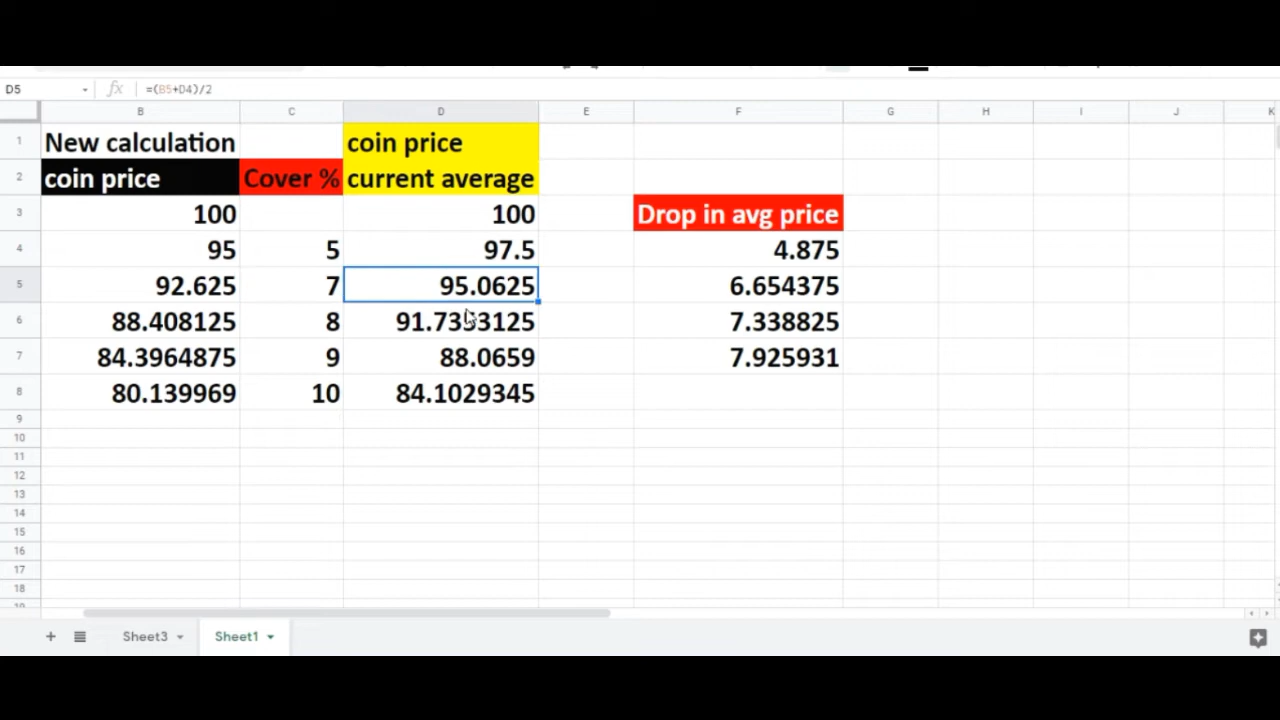 D5 fx =(B5+D4)/2
B C D E F G H I J K
1 New calculation coin price
2 coin price Cover % current average
3 100 100 Drop in avg price
4 95 5 97.5 4.875
5 92.625 7 95.0625 6.654375
6 88.408125 8 91.7353125 7.338825
7 84.3964875 9 88.0659 7.925931
8 80.139969 10 84.1029345
9
10
11
12
13
14
15
16
17
18
19
+ Sheet3 Sheet1